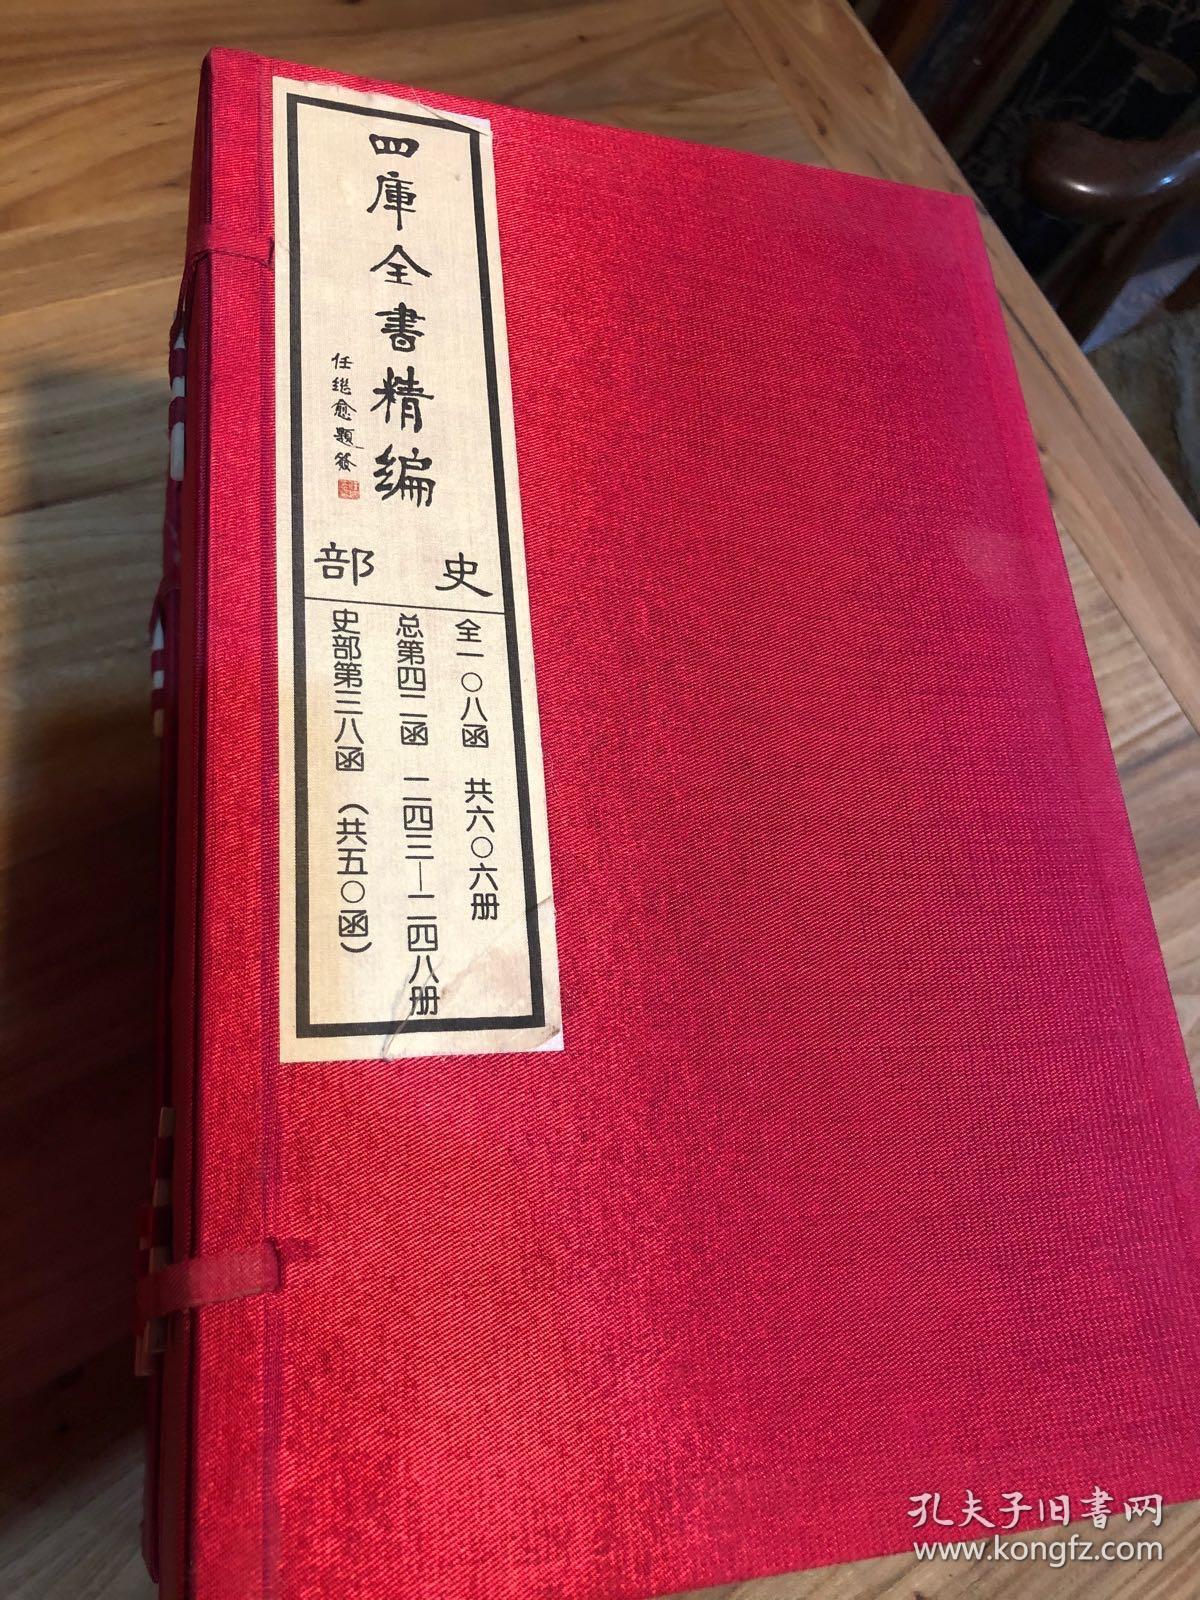 四庫全書精编
任继愈题签
史部
全一〇八函 共六〇六册
总第四二函 二四三—二四八册
史部第三八函 （共五〇函）
孔夫子旧书网
www.kongfz.com